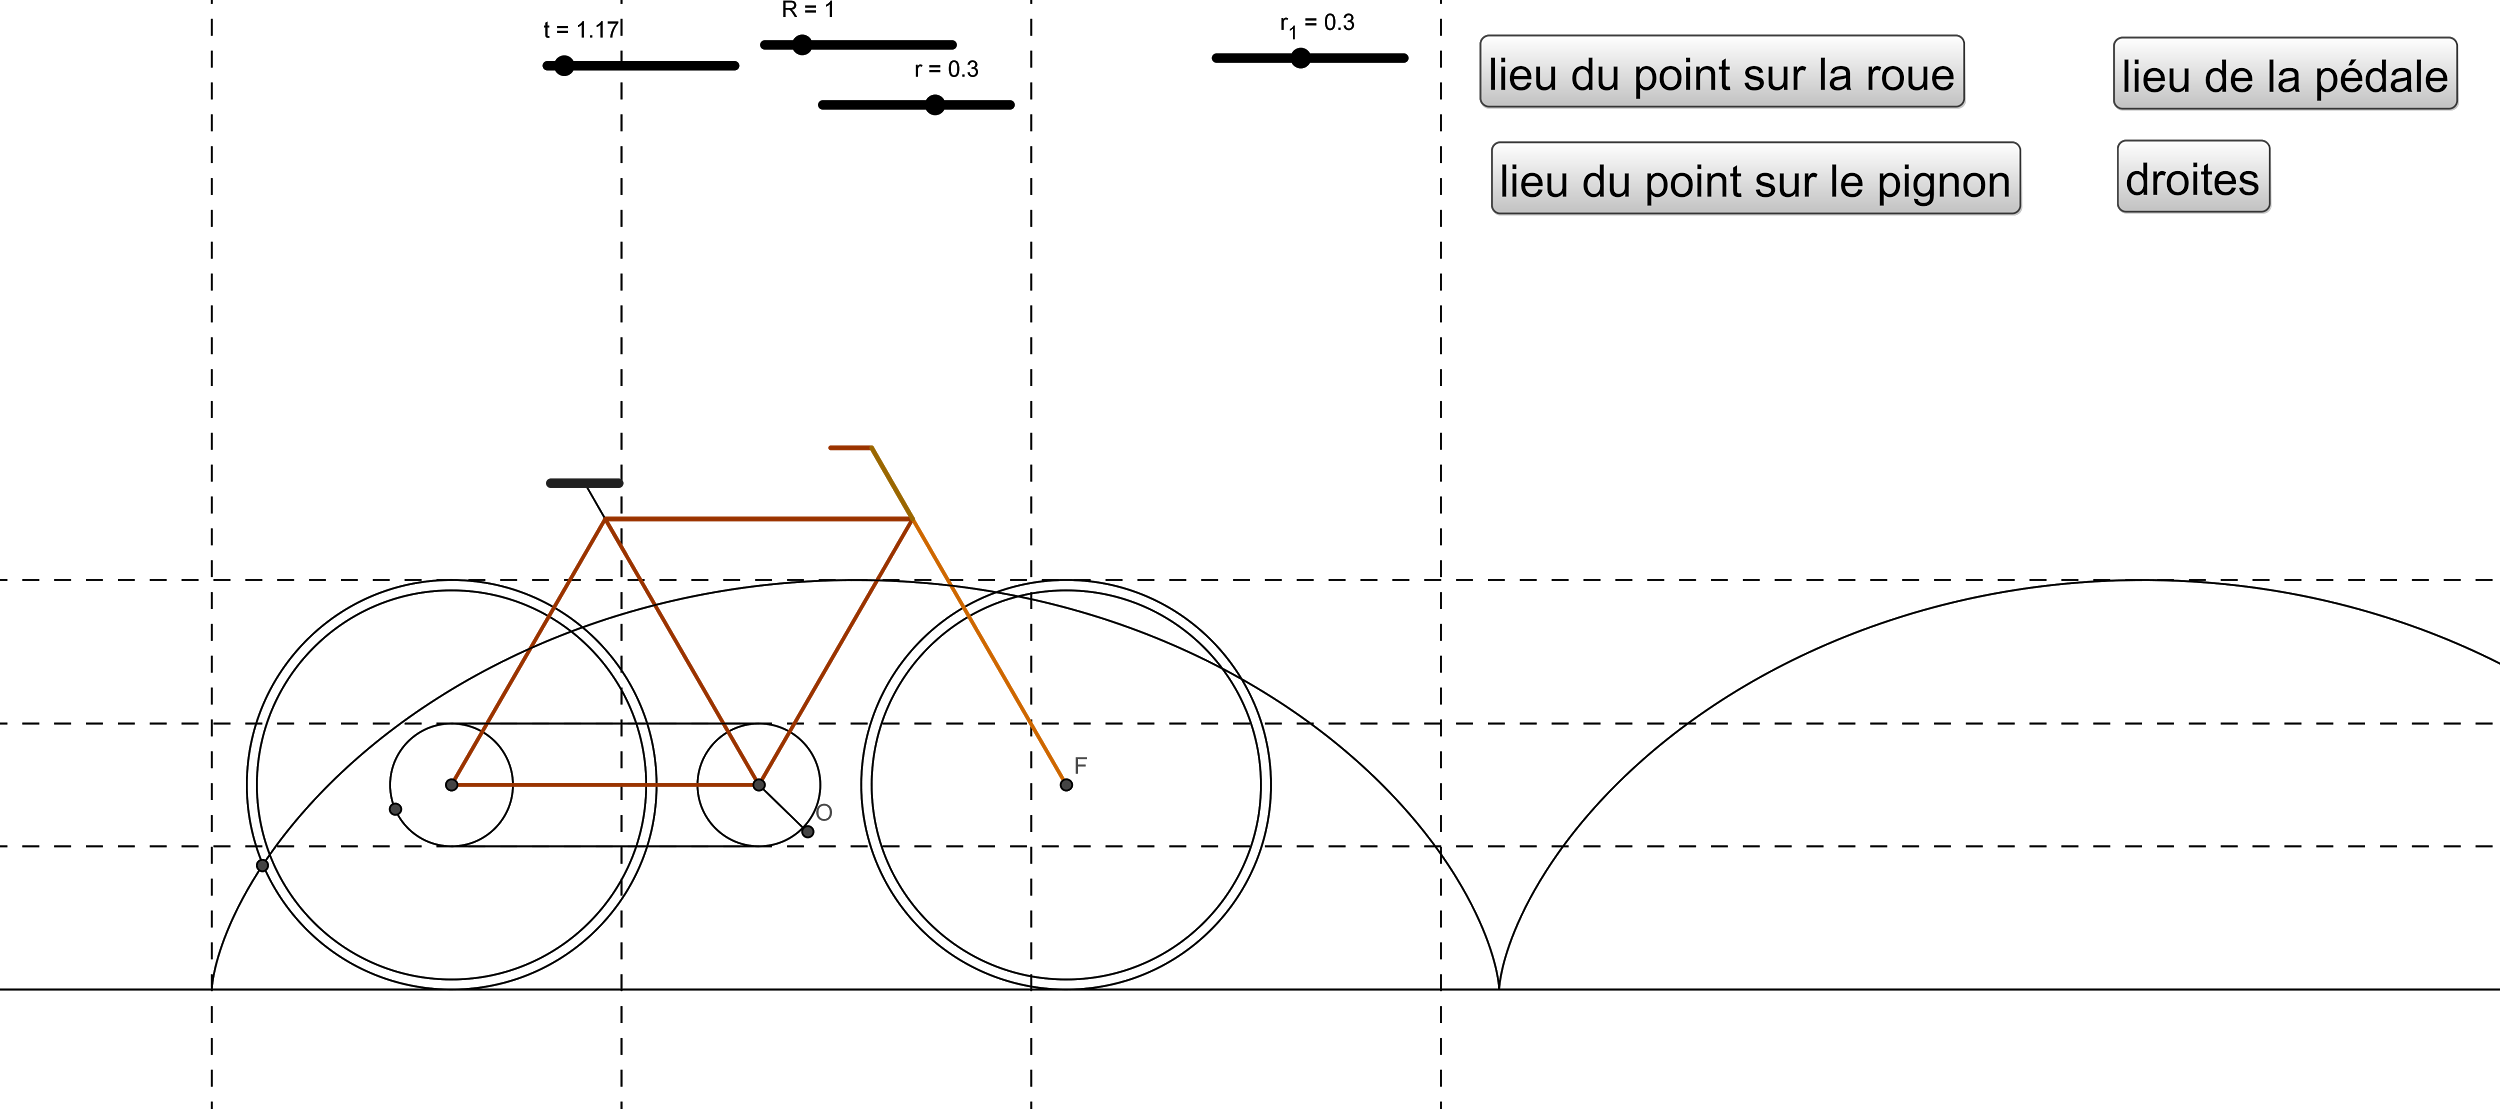 t = 1.17
R = 1
r = 0.3
r₁ = 0.3
lieu du point sur la roue
lieu de la pédale
lieu du point sur le pignon
droites
F
O